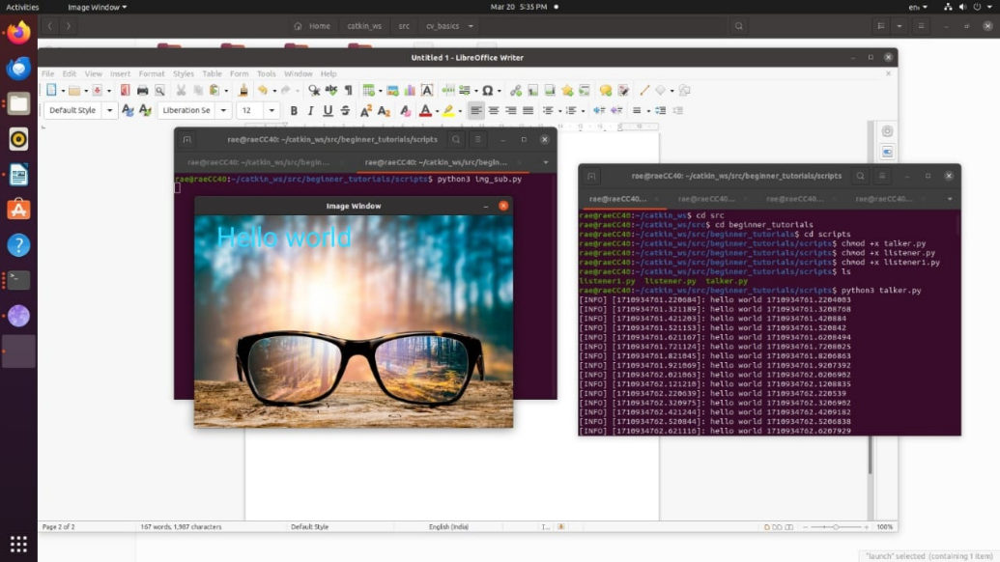 Activities
Image Window
Mar 20 5:35 PM
en
Home catkin_ws src cv_basics
Untitled 1 - LibreOffice Writer
File Edit View Insert Format Styles Table Form Tools Window Help
Default Style Liberation Se 12
rae@raeCC40: ~/catkin_ws/src/beginner_tutorials/scripts
rae@raeCC40: ~/catkin_ws/src/begin...
rae@raeCC40: ~/catkin_ws/src/begin...
rae@raeCC40:~/catkin_ws/src/beginner_tutorials/scripts$ python3 img_sub.py
Image Window
Hello world
rae@raeCC40: ~/catkin_ws/src/beginner_tutorials/scripts
rae@raeCC40... rae@raeCC40... rae@raeCC40... rae@raeCC40...
rae@raeCC40:~/catkin_ws$ cd src
rae@raeCC40:~/catkin_ws/src$ cd beginner_tutorials
rae@raeCC40:~/catkin_ws/src/beginner_tutorials$ cd scripts
rae@raeCC40:~/catkin_ws/src/beginner_tutorials/scripts$ chmod +x talker.py
rae@raeCC40:~/catkin_ws/src/beginner_tutorials/scripts$ chmod +x listener.py
rae@raeCC40:~/catkin_ws/src/beginner_tutorials/scripts$ chmod +x listener1.py
rae@raeCC40:~/catkin_ws/src/beginner_tutorials/scripts$ ls
listener1.py listener.py talker.py
rae@raeCC40:~/catkin_ws/src/beginner_tutorials/scripts$ python3 talker.py
[INFO] [1710934761.220684]: hello world 1710934761.2204003
[INFO] [1710934761.321189]: hello world 1710934761.3208768
[INFO] [1710934761.421203]: hello world 1710934761.420884
[INFO] [1710934761.521153]: hello world 1710934761.520842
[INFO] [1710934761.621167]: hello world 1710934761.6208494
[INFO] [1710934761.721124]: hello world 1710934761.7208025
[INFO] [1710934761.821045]: hello world 1710934761.8206863
[INFO] [1710934761.921069]: hello world 1710934761.9207392
[INFO] [1710934762.021063]: hello world 1710934762.0206902
[INFO] [1710934762.121210]: hello world 1710934762.1208835
[INFO] [1710934762.220639]: hello world 1710934762.220539
[INFO] [1710934762.320975]: hello world 1710934762.3206902
[INFO] [1710934762.421244]: hello world 1710934762.4209182
[INFO] [1710934762.520844]: hello world 1710934762.5206838
[INFO] [1710934762.621116]: hello world 1710934762.6207929
Page 2 of 2 167 words, 1,987 characters Default Style English (India) 100%
"launch" selected (containing 1 item)